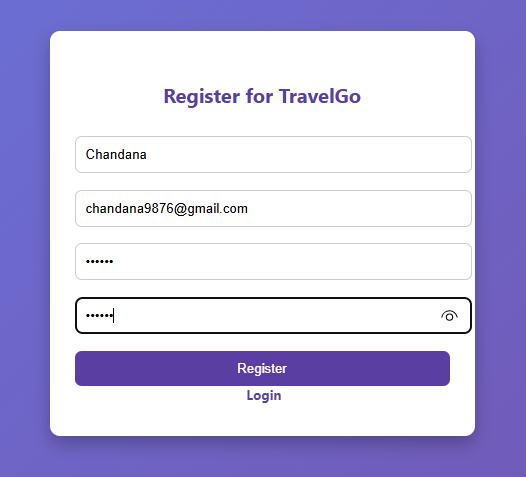 Register for TravelGo
Chandana
chandana9876@gmail.com
••••••
••••••
Register
Login